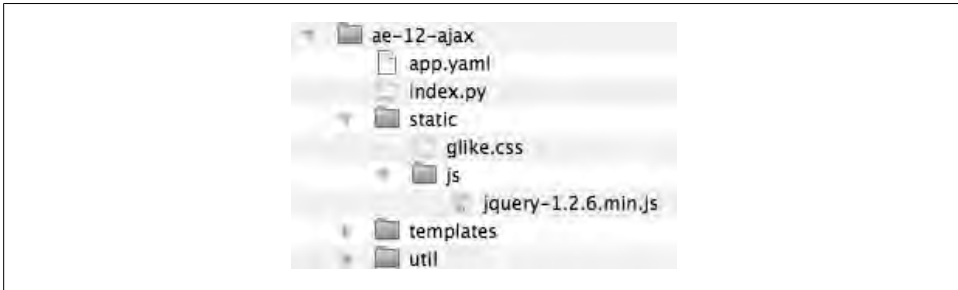 ae-12-ajax
app.yaml
index.py
static
glike.css
js
jquery-1.2.6.min.js
templates
util